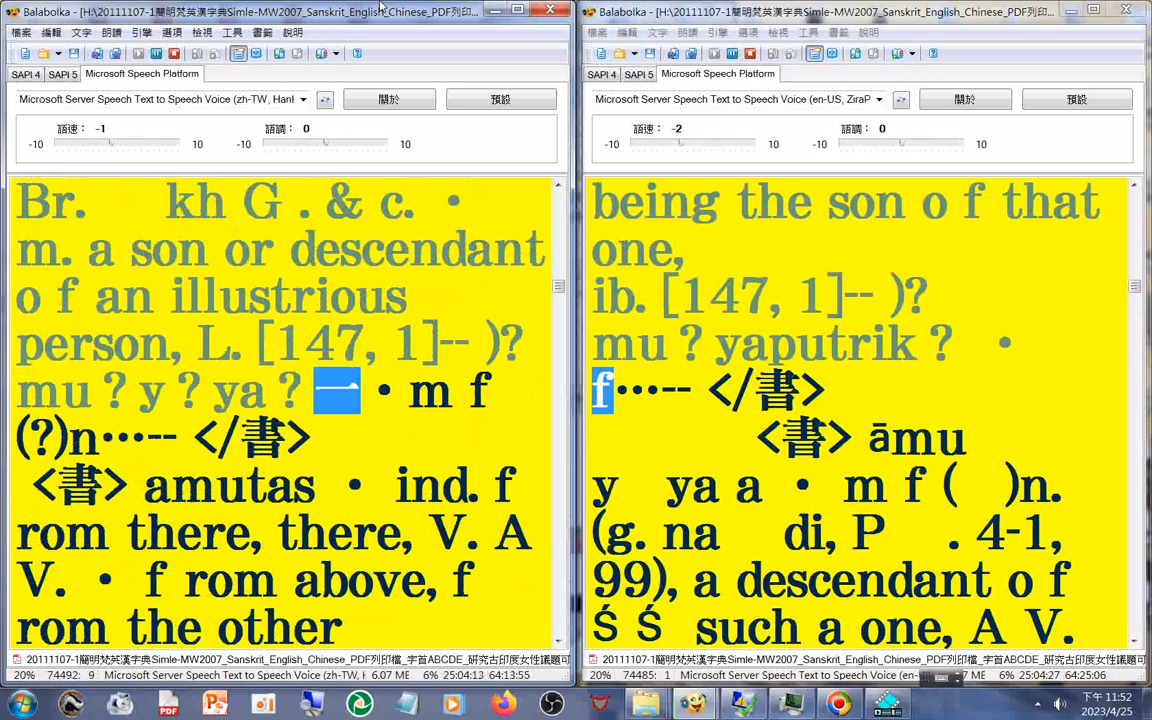 Balabolka - [H:\20111107-1簡明梵英漢字典Simle-MW2007_Sanskrit_English_Chinese_PDF列印...
檔案 編輯 文字 朗讀 引擎 選項 檢視 工具 書籤 說明
SAPI 4 SAPI 5 Microsoft Speech Platform
Microsoft Server Speech Text to Speech Voice (zh-TW, HanI
關於 預設
語速： -1 語調： 0
-10 10 -10 10
Br. kh G . & c. •
m. a son or descendant
o f an illustrious
person, L. [147, 1]-- )?
mu ? y ? ya ? 一 • m f
(?)n…-- </書>
<書> amutas • ind. f
rom there, there, V. A
V. • f rom above, f
rom the other
20111107-1簡明梵英漢字典Simle-MW2007_Sanskrit_English_Chinese_PDF列印檔_字首ABCDE_研究古印度女性議題可
20% 74492: 9 Microsoft Server Speech Text to Speech Voice (zh-TW, 6.07 MB 6% 25:04:13 64:13:55
Balabolka - [H:\20111107-1簡明梵英漢字典Simle-MW2007_Sanskrit_English_Chinese_PDF列印...
檔案 編輯 文字 朗讀 引擎 選項 檢視 工具 書籤 說明
SAPI 4 SAPI 5 Microsoft Speech Platform
Microsoft Server Speech Text to Speech Voice (en-US, ZiraP
關於 預設
語速： -2 語調： 0
-10 10 -10 10
being the son o f that
one,
ib. [147, 1]-- )?
mu ? yaputrik ? •
f…-- </書>
<書> āmu
y ya a • m f ( )n.
(g. na di, P . 4-1,
99), a descendant o f
Ś Ś such a one, A V.
20111107-1簡明梵英漢字典Simle-MW2007_Sanskrit_English_Chinese_PDF列印檔_字首ABCDE_研究古印度女性議題可
20% 74485: 1 Microsoft Server Speech Text to Speech Voice (en-US, 6% 25:04:27 64:25:06
下午 11:52
2023/4/25